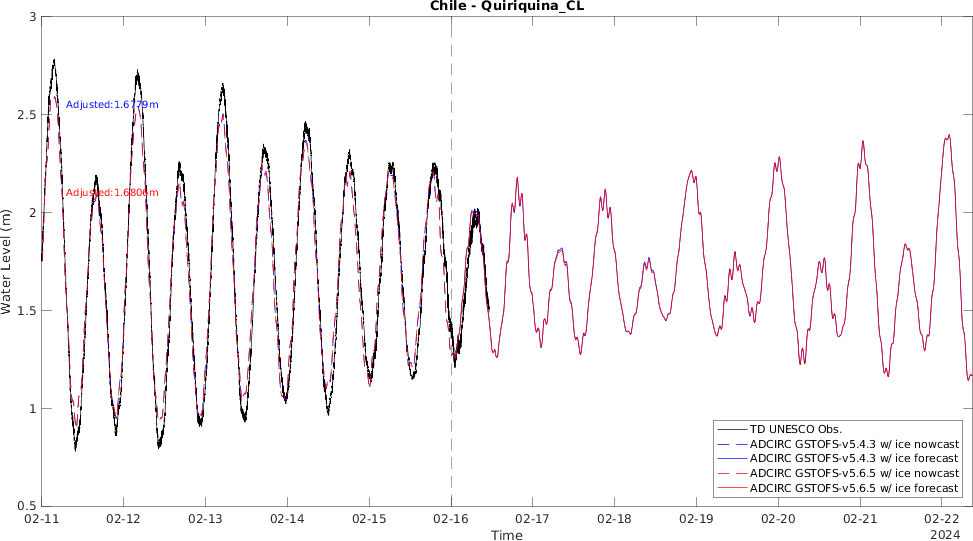 Chile - Quiriquina_CL
3
2.5
2
1.5
1
0.5
Water Level (m)
Adjusted:1.6779m
Adjusted:1.6806m
TD UNESCO Obs.
ADCIRC GSTOFS-v5.4.3 w/ ice nowcast
ADCIRC GSTOFS-v5.4.3 w/ ice forecast
ADCIRC GSTOFS-v5.6.5 w/ ice nowcast
ADCIRC GSTOFS-v5.6.5 w/ ice forecast
02-11 02-12 02-13 02-14 02-15 02-16 02-17 02-18 02-19 02-20 02-21 02-22
Time 2024